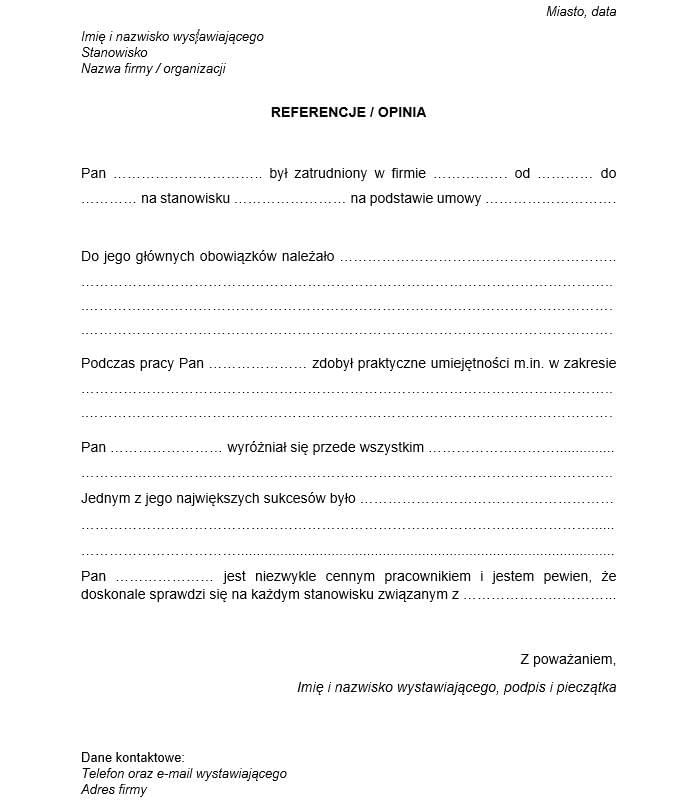 Miasto, data
Imię i nazwisko wystawiającego
Stanowisko
Nazwa firmy / organizacji
REFERENCJE / OPINIA
Pan ………………………….. był zatrudniony w firmie ……………. od ………… do
………… na stanowisku …………………… na podstawie umowy ……………………….
Do jego głównych obowiązków należało …………………………………………………..
…………………………………………………………………………………………………..
…………………………………………………………………………………………………..
…………………………………………………………………………………………………..
Podczas pracy Pan ………………… zdobył praktyczne umiejętności m.in. w zakresie
…………………………………………………………………………………………………..
…………………………………………………………………………………………………..
Pan …………………… wyróżniał się przede wszystkim ………………………...............
…………………………………………………………………………………………………..
Jednym z jego największych sukcesów było ………………………………………………
………………………………………………………………………………………………......
…………………………….................................................................................
Pan ………………… jest niezwykle cennym pracownikiem i jestem pewien, że
doskonale sprawdzi się na każdym stanowisku związanym z …………………………...
Z poważaniem,
Imię i nazwisko wystawiającego, podpis i pieczątka
Dane kontaktowe:
Telefon oraz e-mail wystawiającego
Adres firmy